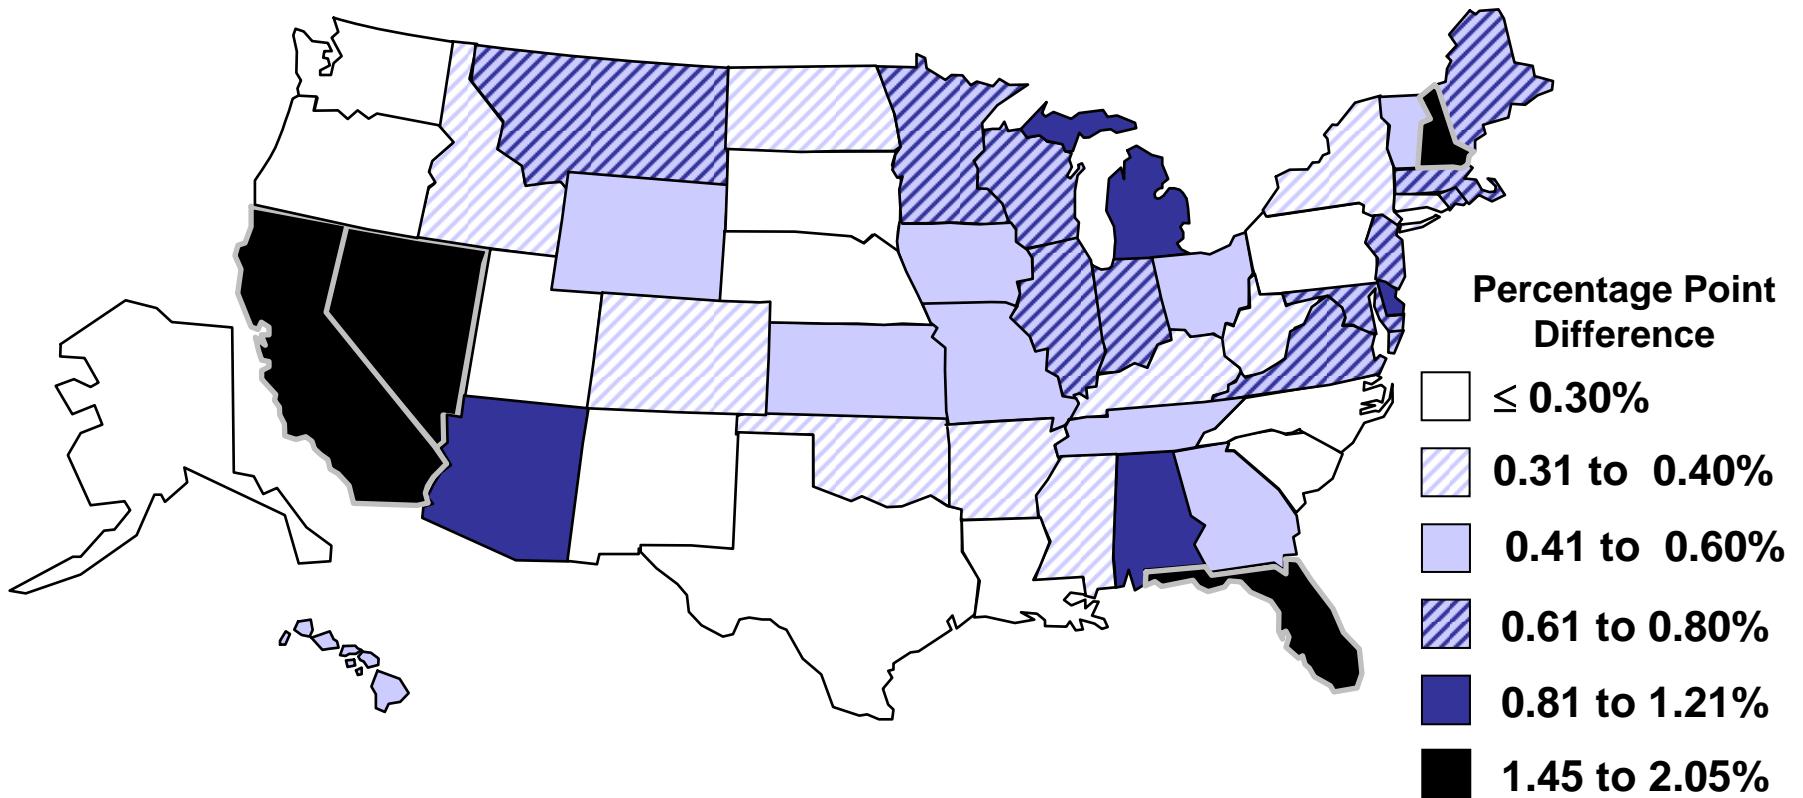 Percentage Point
Difference
≤ 0.30%
0.31 to  0.40%
0.41 to  0.60%
0.61 to 0.80%
0.81 to 1.21%
1.45 to 2.05%